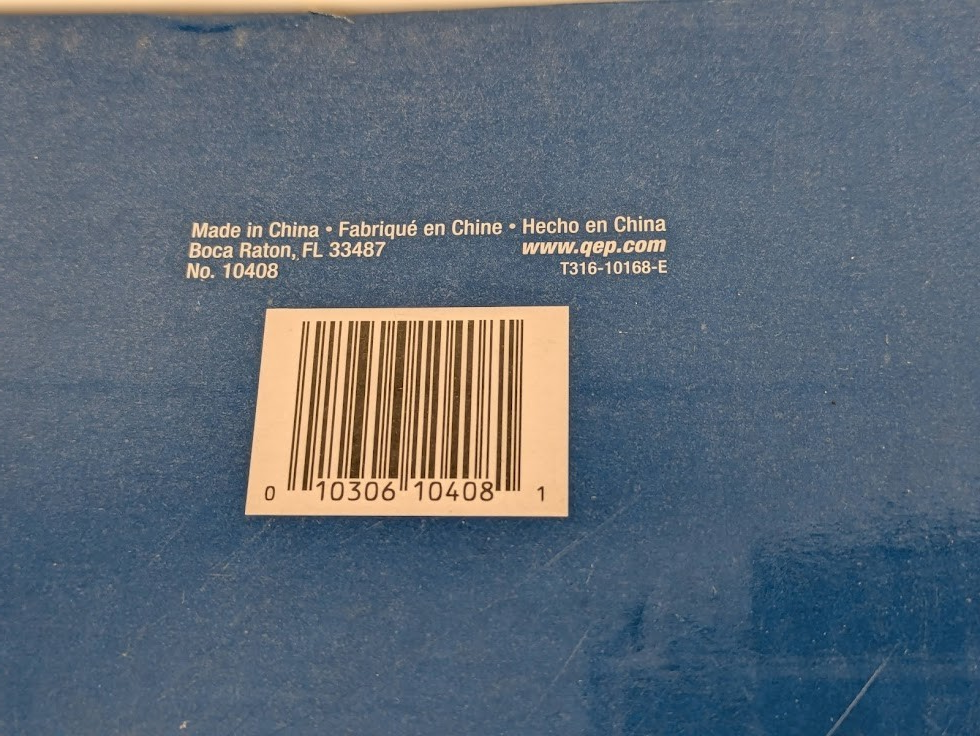 Made in China • Fabriqué en Chine • Hecho en China
Boca Raton, FL 33487 www.qep.com
No. 10408 T316-10168-E
0 10306 10408 1